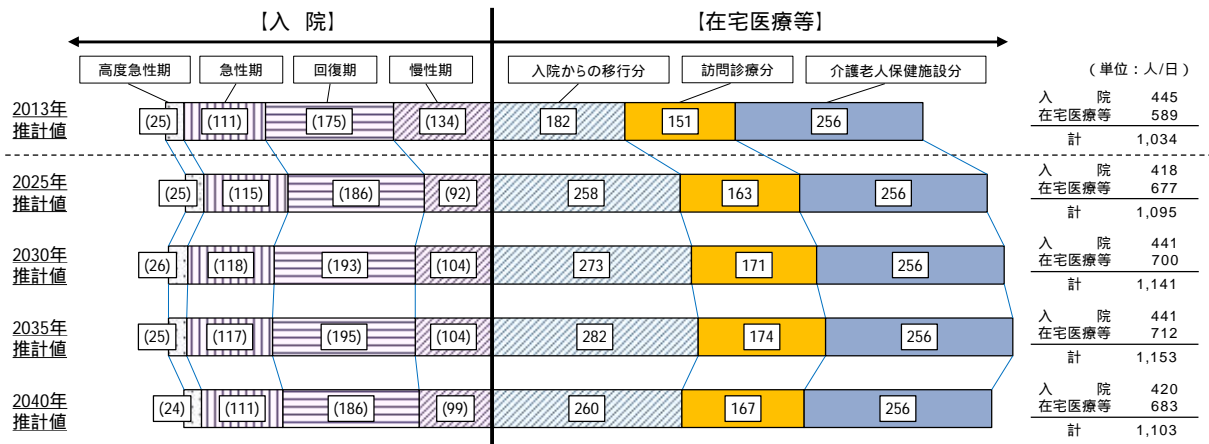 【入　院】 【在宅医療等】
高度急性期 急性期 回復期 慢性期 入院からの移行分 訪問診療分 介護老人保健施設分
（単位：人/日）
2013年
推計値
(25) (111) (175) (134) 182 151 256
入　院 445
在宅医療等 589
計 1,034
2025年
推計値
(25) (115) (186) (92) 258 163 256
入　院 418
在宅医療等 677
計 1,095
2030年
推計値
(26) (118) (193) (104) 273 171 256
入　院 441
在宅医療等 700
計 1,141
2035年
推計値
(25) (117) (195) (104) 282 174 256
入　院 441
在宅医療等 712
計 1,153
2040年
推計値
(24) (111) (186) (99) 260 167 256
入　院 420
在宅医療等 683
計 1,103